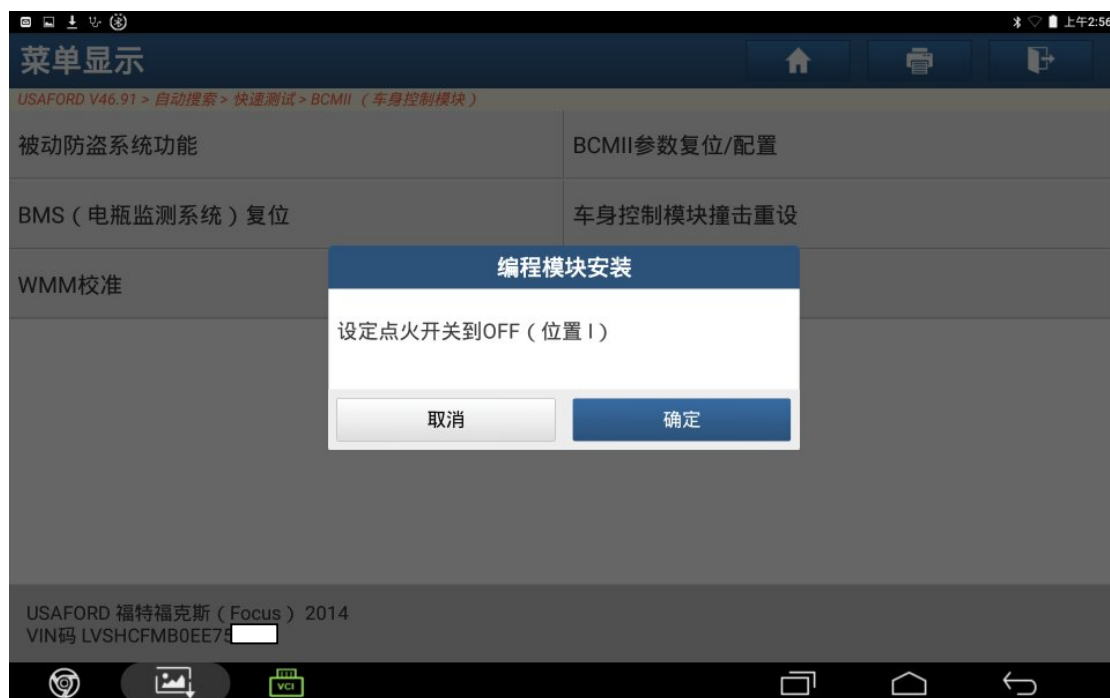 上午2:56
菜单显示
USAFORD V46.91 > 自动搜索 > 快速测试 > BCMII （车身控制模块）
被动防盗系统功能
BCMII参数复位/配置
BMS（电瓶监测系统）复位
车身控制模块撞击重设
WMM校准
编程模块安装
设定点火开关到OFF（位置 I）
取消
确定
USAFORD 福特福克斯（Focus） 2014
VIN码 LVSHCFMB0EE75
VCI